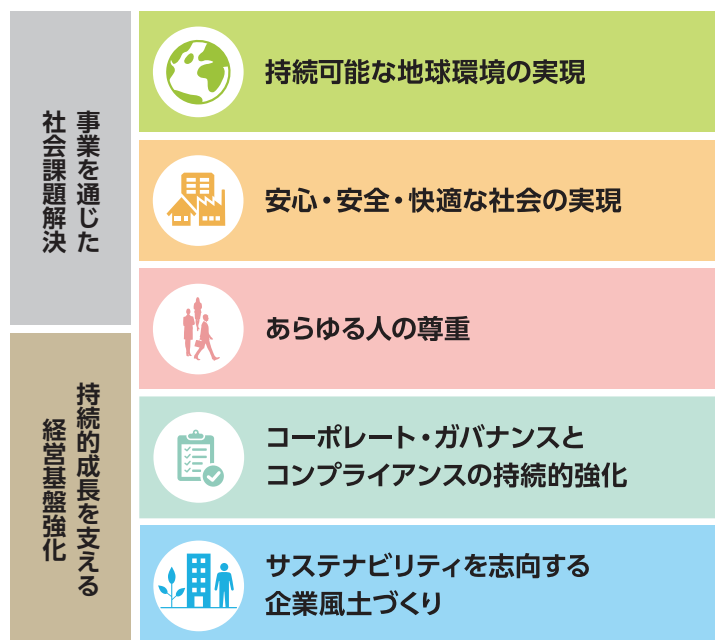 事業を通じた
社会課題解決
持続可能な地球環境の実現
安心・安全・快適な社会の実現
あらゆる人の尊重
持続的成長を支える
経営基盤強化
コーポレート・ガバナンスと
コンプライアンスの持続的強化
サステナビリティを志向する
企業風土づくり